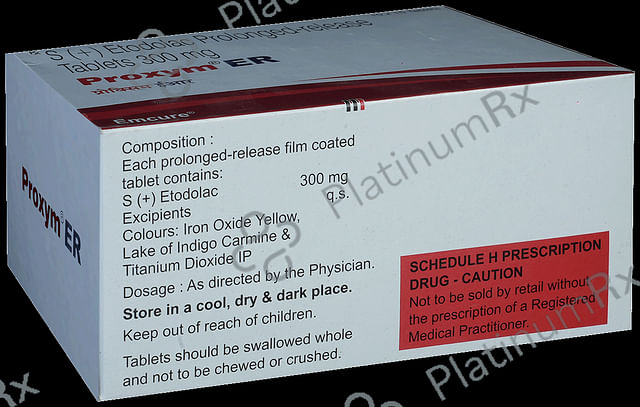 PlatinumRx
S (+) Etodolac Prolonged-release
Tablets 300 mg
Proxym® ER
Emcure®
Proxym® ER
Composition :
Each prolonged-release film coated
tablet contains:
S (+) Etodolac 300 mg
Excipients q.s.
Colours: Iron Oxide Yellow,
Lake of Indigo Carmine &
Titanium Dioxide IP
Dosage : As directed by the Physician.
Store in a cool, dry & dark place.
Keep out of reach of children.
Tablets should be swallowed whole
and not to be chewed or crushed.
SCHEDULE H PRESCRIPTION
DRUG - CAUTION
Not to be sold by retail without
the prescription of a Registered
Medical Practitioner.
PlatinumRx
PlatinumRx
Rx